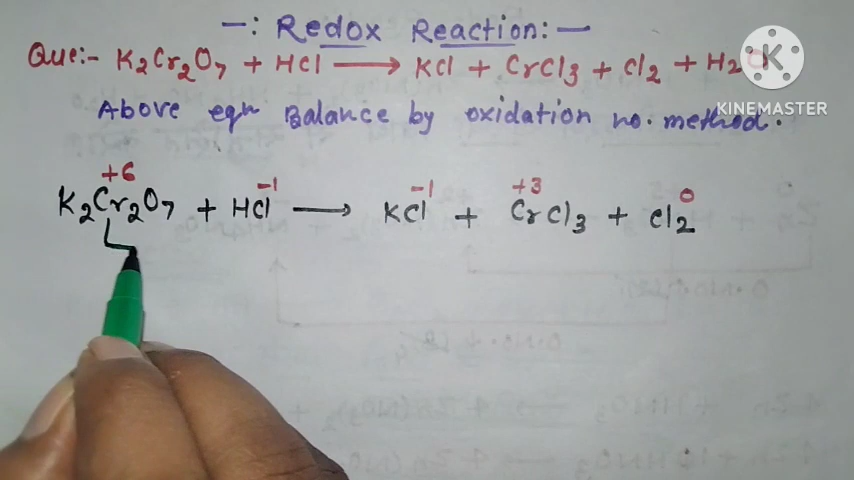 -: Redox Reaction:-
Que:- K2Cr2O7 + HCl ⟶ KCl + CrCl3 + Cl2 + H2O
KINEMASTER
Above eqn Balance by oxidation no. method.
+6 -1 -1 +3 0
K2Cr2O7 + HCl ⟶ KCl + CrCl3 + Cl2